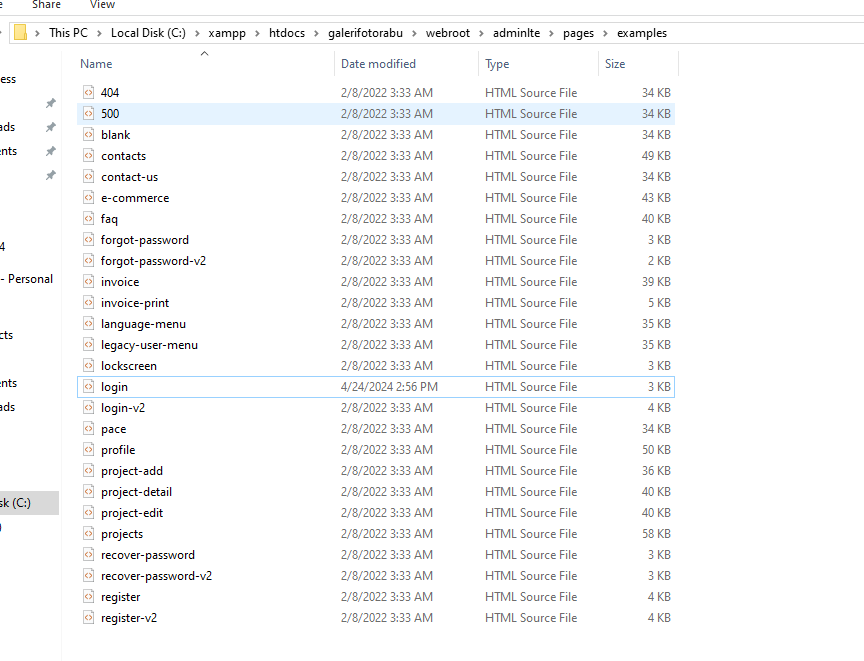 Share View
This PC > Local Disk (C:) > xampp > htdocs > galerifotorabu > webroot > adminlte > pages > examples
Name Date modified Type Size
ess
404 2/8/2022 3:33 AM HTML Source File 34 KB
500 2/8/2022 3:33 AM HTML Source File 34 KB
ads
blank 2/8/2022 3:33 AM HTML Source File 34 KB
ents
contacts 2/8/2022 3:33 AM HTML Source File 49 KB
contact-us 2/8/2022 3:33 AM HTML Source File 34 KB
e-commerce 2/8/2022 3:33 AM HTML Source File 43 KB
faq 2/8/2022 3:33 AM HTML Source File 40 KB
forgot-password 2/8/2022 3:33 AM HTML Source File 3 KB
4
forgot-password-v2 2/8/2022 3:33 AM HTML Source File 2 KB
- Personal
invoice 2/8/2022 3:33 AM HTML Source File 39 KB
invoice-print 2/8/2022 3:33 AM HTML Source File 5 KB
language-menu 2/8/2022 3:33 AM HTML Source File 35 KB
cts
legacy-user-menu 2/8/2022 3:33 AM HTML Source File 35 KB
lockscreen 2/8/2022 3:33 AM HTML Source File 3 KB
ents
login 4/24/2024 2:56 PM HTML Source File 3 KB
ads
login-v2 2/8/2022 3:33 AM HTML Source File 4 KB
pace 2/8/2022 3:33 AM HTML Source File 34 KB
profile 2/8/2022 3:33 AM HTML Source File 50 KB
project-add 2/8/2022 3:33 AM HTML Source File 36 KB
project-detail 2/8/2022 3:33 AM HTML Source File 40 KB
sk (C:)
project-edit 2/8/2022 3:33 AM HTML Source File 40 KB
)
projects 2/8/2022 3:33 AM HTML Source File 58 KB
recover-password 2/8/2022 3:33 AM HTML Source File 3 KB
recover-password-v2 2/8/2022 3:33 AM HTML Source File 3 KB
register 2/8/2022 3:33 AM HTML Source File 4 KB
register-v2 2/8/2022 3:33 AM HTML Source File 4 KB